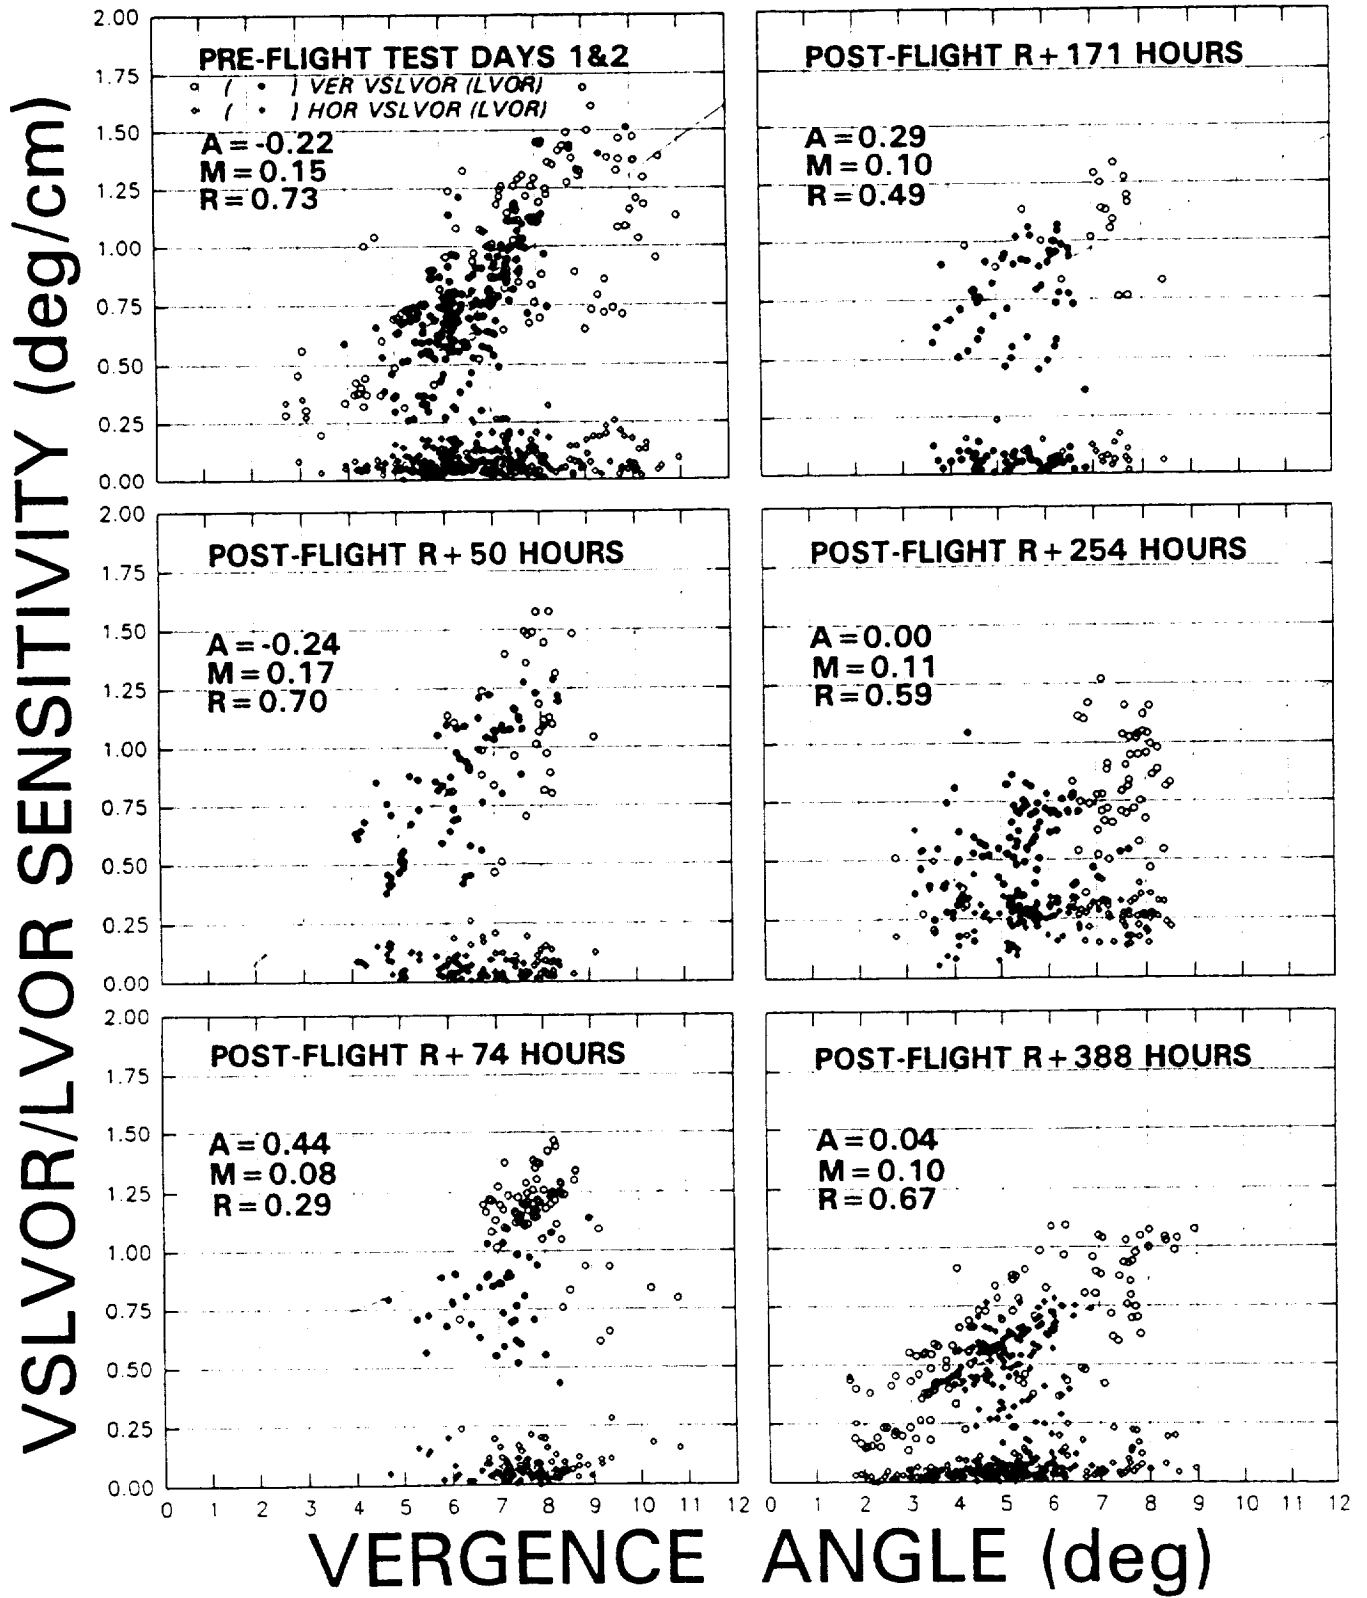 VSLVOR/LVOR SENSITIVITY (deg/cm)
PRE-FLIGHT TEST DAYS 1&2
○ ( • ) VER VSLVOR (LVOR)
⋄ ( ⬩ ) HOR VSLVOR (LVOR)
A = -0.22
M = 0.15
R = 0.73
2.00
1.75
1.50
1.25
1.00
0.75
0.50
0.25
0.00
POST-FLIGHT R + 171 HOURS
A = 0.29
M = 0.10
R = 0.49
POST-FLIGHT R + 50 HOURS
A = -0.24
M = 0.17
R = 0.70
2.00
1.75
1.50
1.25
1.00
0.75
0.50
0.25
0.00
POST-FLIGHT R + 254 HOURS
A = 0.00
M = 0.11
R = 0.59
POST-FLIGHT R + 74 HOURS
A = 0.44
M = 0.08
R = 0.29
2.00
1.75
1.50
1.25
1.00
0.75
0.50
0.25
0.00
0 1 2 3 4 5 6 7 8 9 10 11 12
POST-FLIGHT R + 388 HOURS
A = 0.04
M = 0.10
R = 0.67
0 1 2 3 4 5 6 7 8 9 10 11 12
VERGENCE ANGLE (deg)